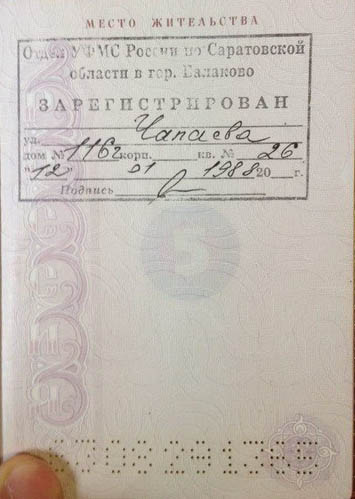 МЕСТО ЖИТЕЛЬСТВА
Отдел УФМС России по Саратовской
области в гор. Балаково
ЗАРЕГИСТРИРОВАН
ул. Чапаева
дом № 116г корп. кв. № 26
"12" 01 1988 20 г.
Подпись